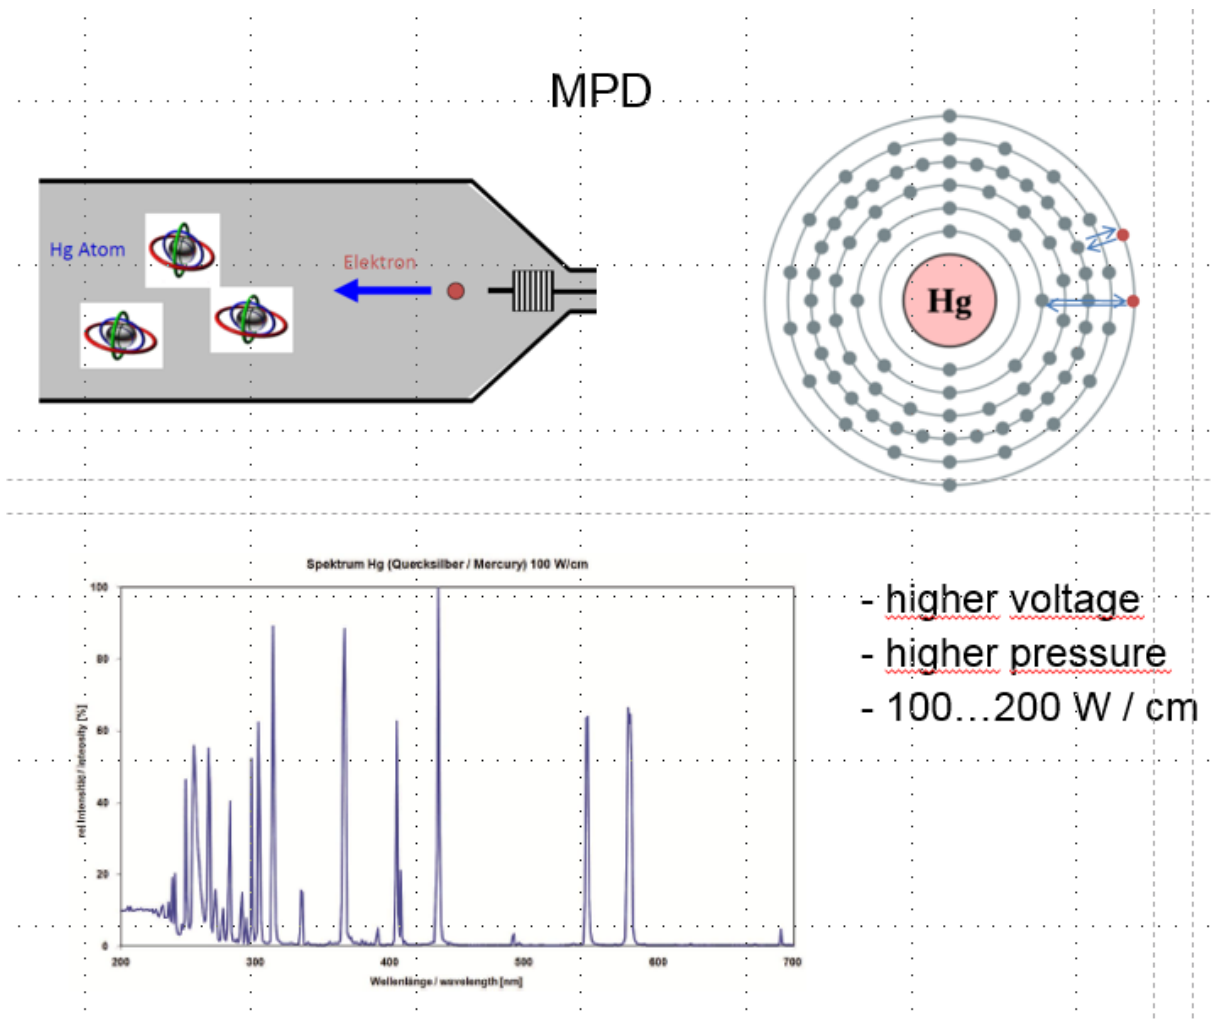 MPD
Hg Atom
Elektron
Hg
Spektrum Hg (Quecksilber / Mercury) 100 W/cm
100
80
60
40
20
0
rel Intensität / intensity [%]
200 300 400 500 600 700
Wellenlänge / wavelength [nm]
- higher voltage
- higher pressure
- 100...200 W / cm